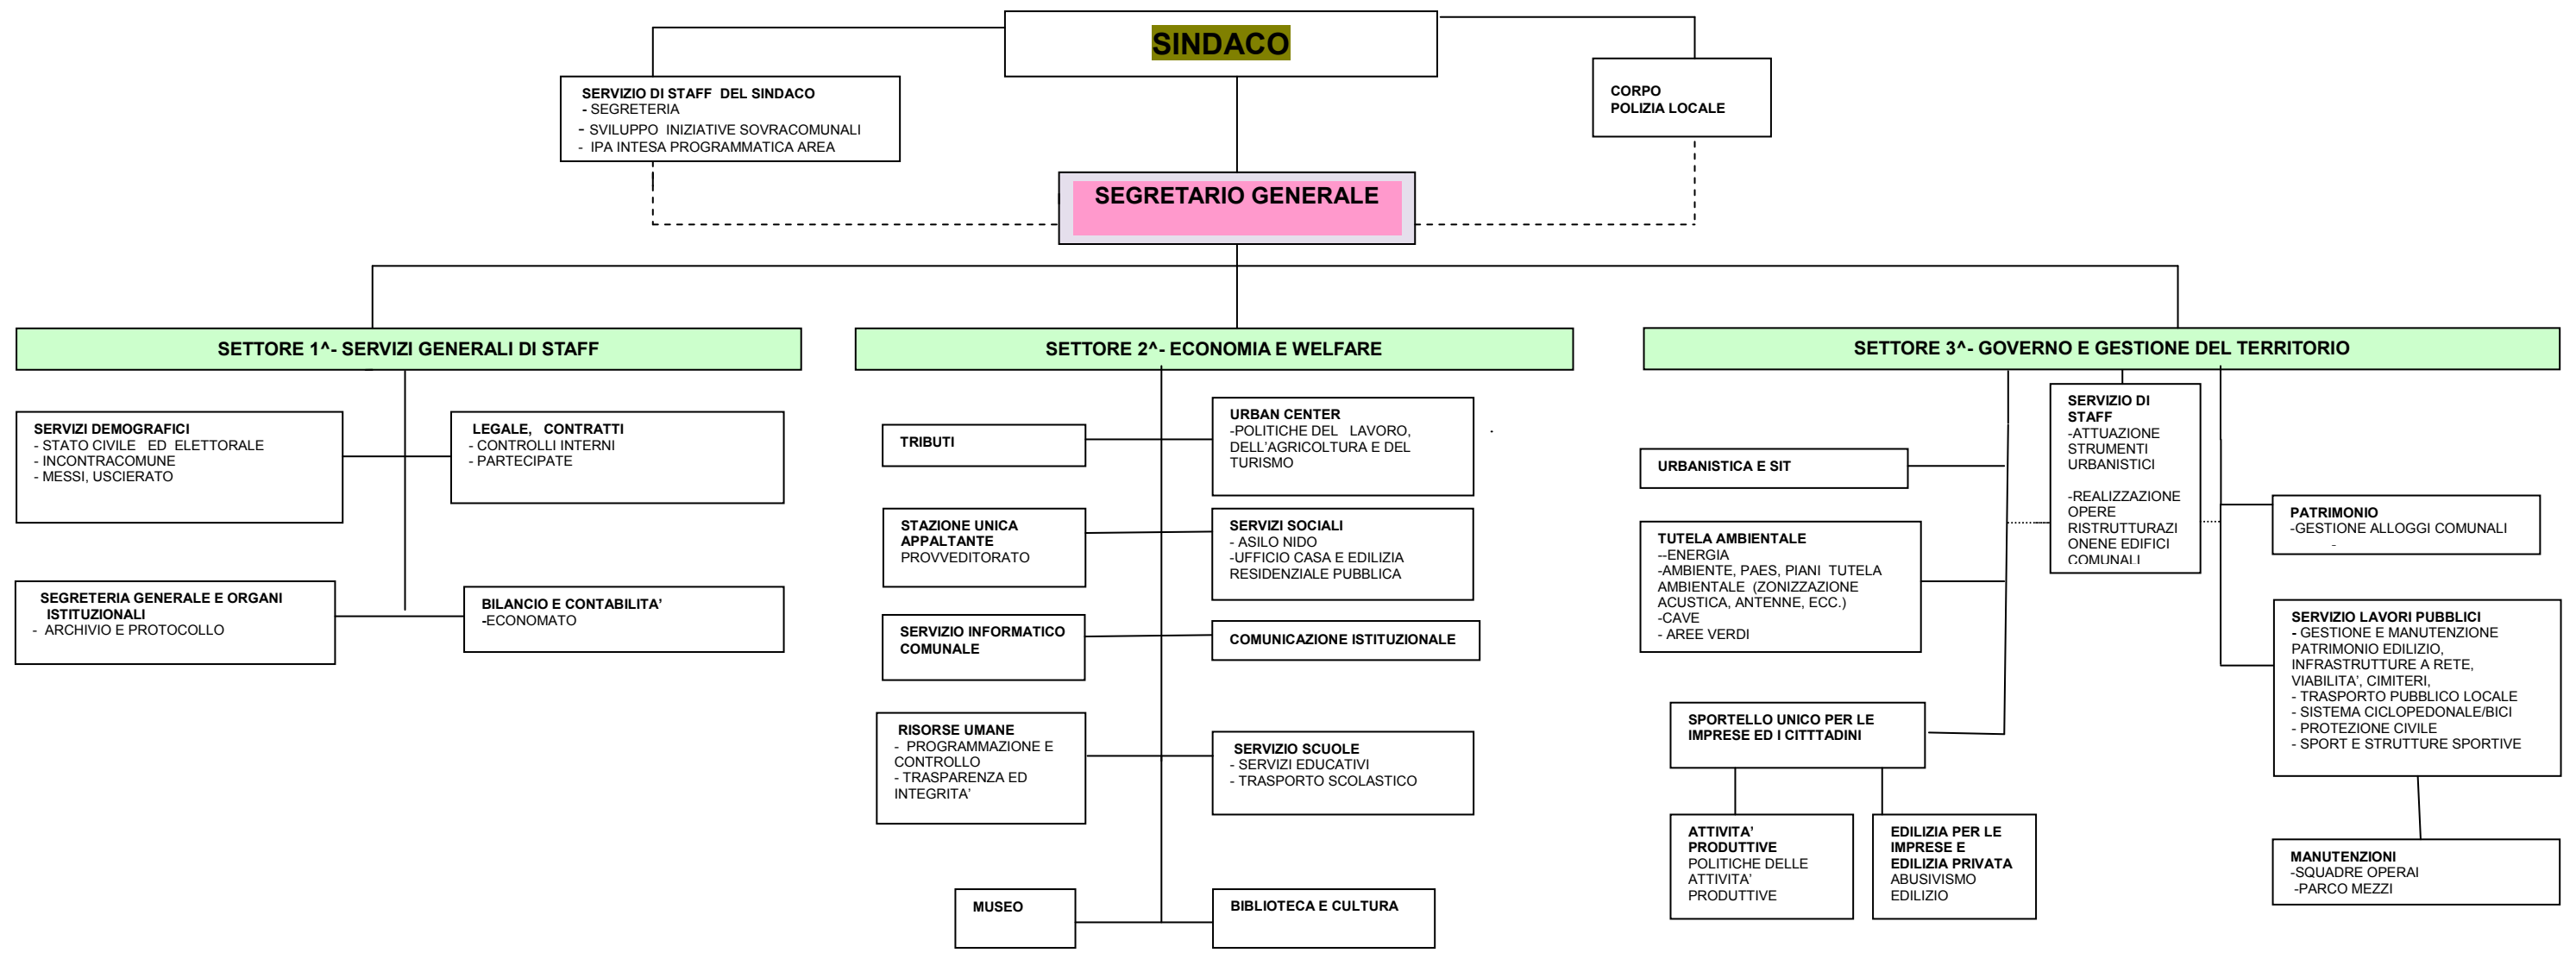 SINDACO
SERVIZIO DI STAFF DEL SINDACO
- SEGRETERIA
- SVILUPPO INIZIATIVE SOVRACOMUNALI
- IPA INTESA PROGRAMMATICA AREA
CORPO
POLIZIA LOCALE
SEGRETARIO GENERALE
SETTORE 1^- SERVIZI GENERALI DI STAFF
SERVIZI DEMOGRAFICI
- STATO CIVILE ED ELETTORALE
- INCONTRACOMUNE
- MESSI, USCIERATO
LEGALE, CONTRATTI
- CONTROLLI INTERNI
- PARTECIPATE
SEGRETERIA GENERALE E ORGANI
ISTITUZIONALI
- ARCHIVIO E PROTOCOLLO
BILANCIO E CONTABILITA’
-ECONOMATO
SETTORE 2^- ECONOMIA E WELFARE
TRIBUTI
URBAN CENTER
-POLITICHE DEL LAVORO,
DELL’AGRICOLTURA E DEL
TURISMO
STAZIONE UNICA
APPALTANTE
PROVVEDITORATO
SERVIZI SOCIALI
- ASILO NIDO
-UFFICIO CASA E EDILIZIA
RESIDENZIALE PUBBLICA
SERVIZIO INFORMATICO
COMUNALE
COMUNICAZIONE ISTITUZIONALE
RISORSE UMANE
- PROGRAMMAZIONE E
CONTROLLO
- TRASPARENZA ED
INTEGRITA’
SERVIZIO SCUOLE
- SERVIZI EDUCATIVI
- TRASPORTO SCOLASTICO
MUSEO
BIBLIOTECA E CULTURA
SETTORE 3^- GOVERNO E GESTIONE DEL TERRITORIO
SERVIZIO DI
STAFF
-ATTUAZIONE
STRUMENTI
URBANISTICI
-REALIZZAZIONE
OPERE
RISTRUTTURAZI
ONENE EDIFICI
COMUNALI
URBANISTICA E SIT
TUTELA AMBIENTALE
--ENERGIA
-AMBIENTE, PAES, PIANI TUTELA
AMBIENTALE (ZONIZZAZIONE
ACUSTICA, ANTENNE, ECC.)
-CAVE
- AREE VERDI
PATRIMONIO
-GESTIONE ALLOGGI COMUNALI
-
SERVIZIO LAVORI PUBBLICI
- GESTIONE E MANUTENZIONE
PATRIMONIO EDILIZIO,
INFRASTRUTTURE A RETE,
VIABILITA’, CIMITERI,
- TRASPORTO PUBBLICO LOCALE
- SISTEMA CICLOPEDONALE/BICI
- PROTEZIONE CIVILE
- SPORT E STRUTTURE SPORTIVE
SPORTELLO UNICO PER LE
IMPRESE ED I CITTTADINI
ATTIVITA’
PRODUTTIVE
POLITICHE DELLE
ATTIVITA’
PRODUTTIVE
EDILIZIA PER LE
IMPRESE E
EDILIZIA PRIVATA
ABUSIVISMO
EDILIZIO
MANUTENZIONI
-SQUADRE OPERAI
-PARCO MEZZI